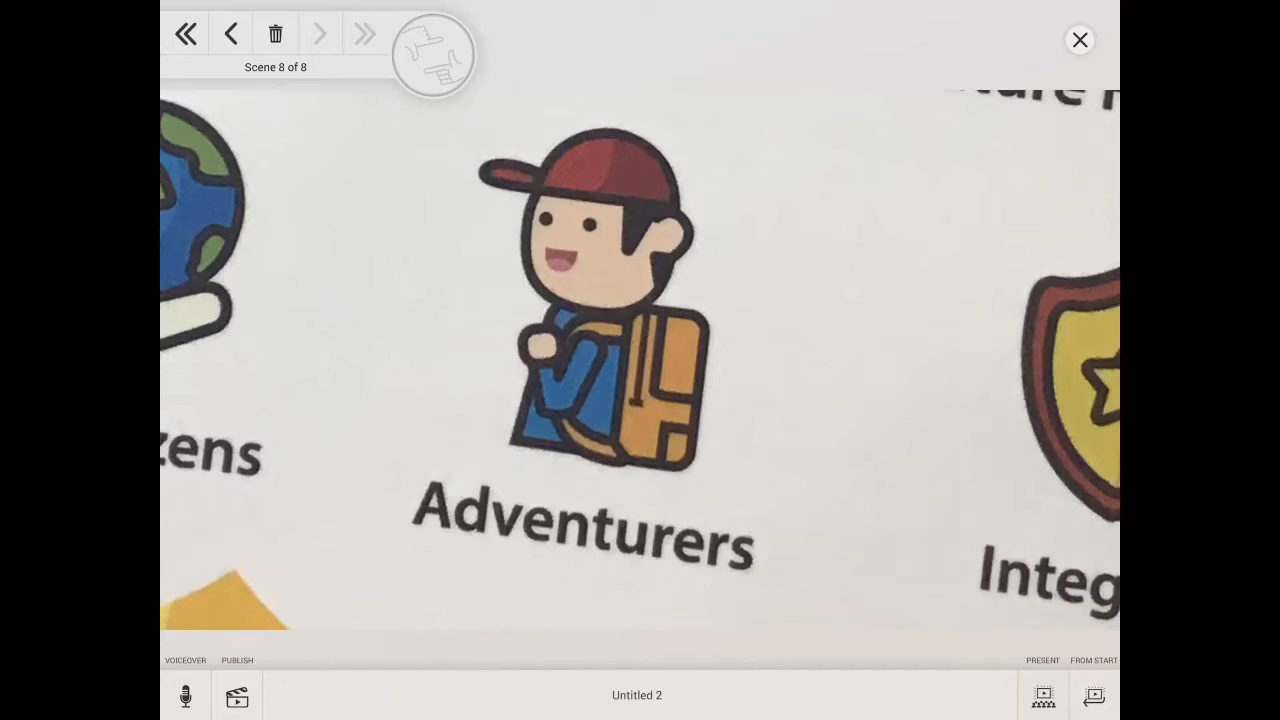 Scene 8 of 8
zens
Adventurers
Integ
VOICEOVER
PUBLISH
PRESENT
FROM START
Untitled 2